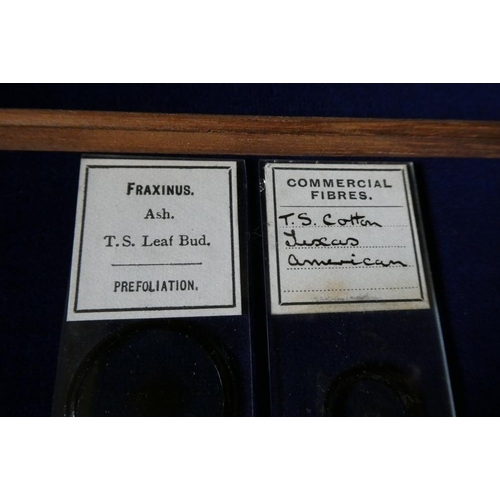 FRAXINUS.
Ash.
T.S. Leaf Bud.
PREFOLIATION.
COMMERCIAL
FIBRES.
T.S. Cotton
Texas
American